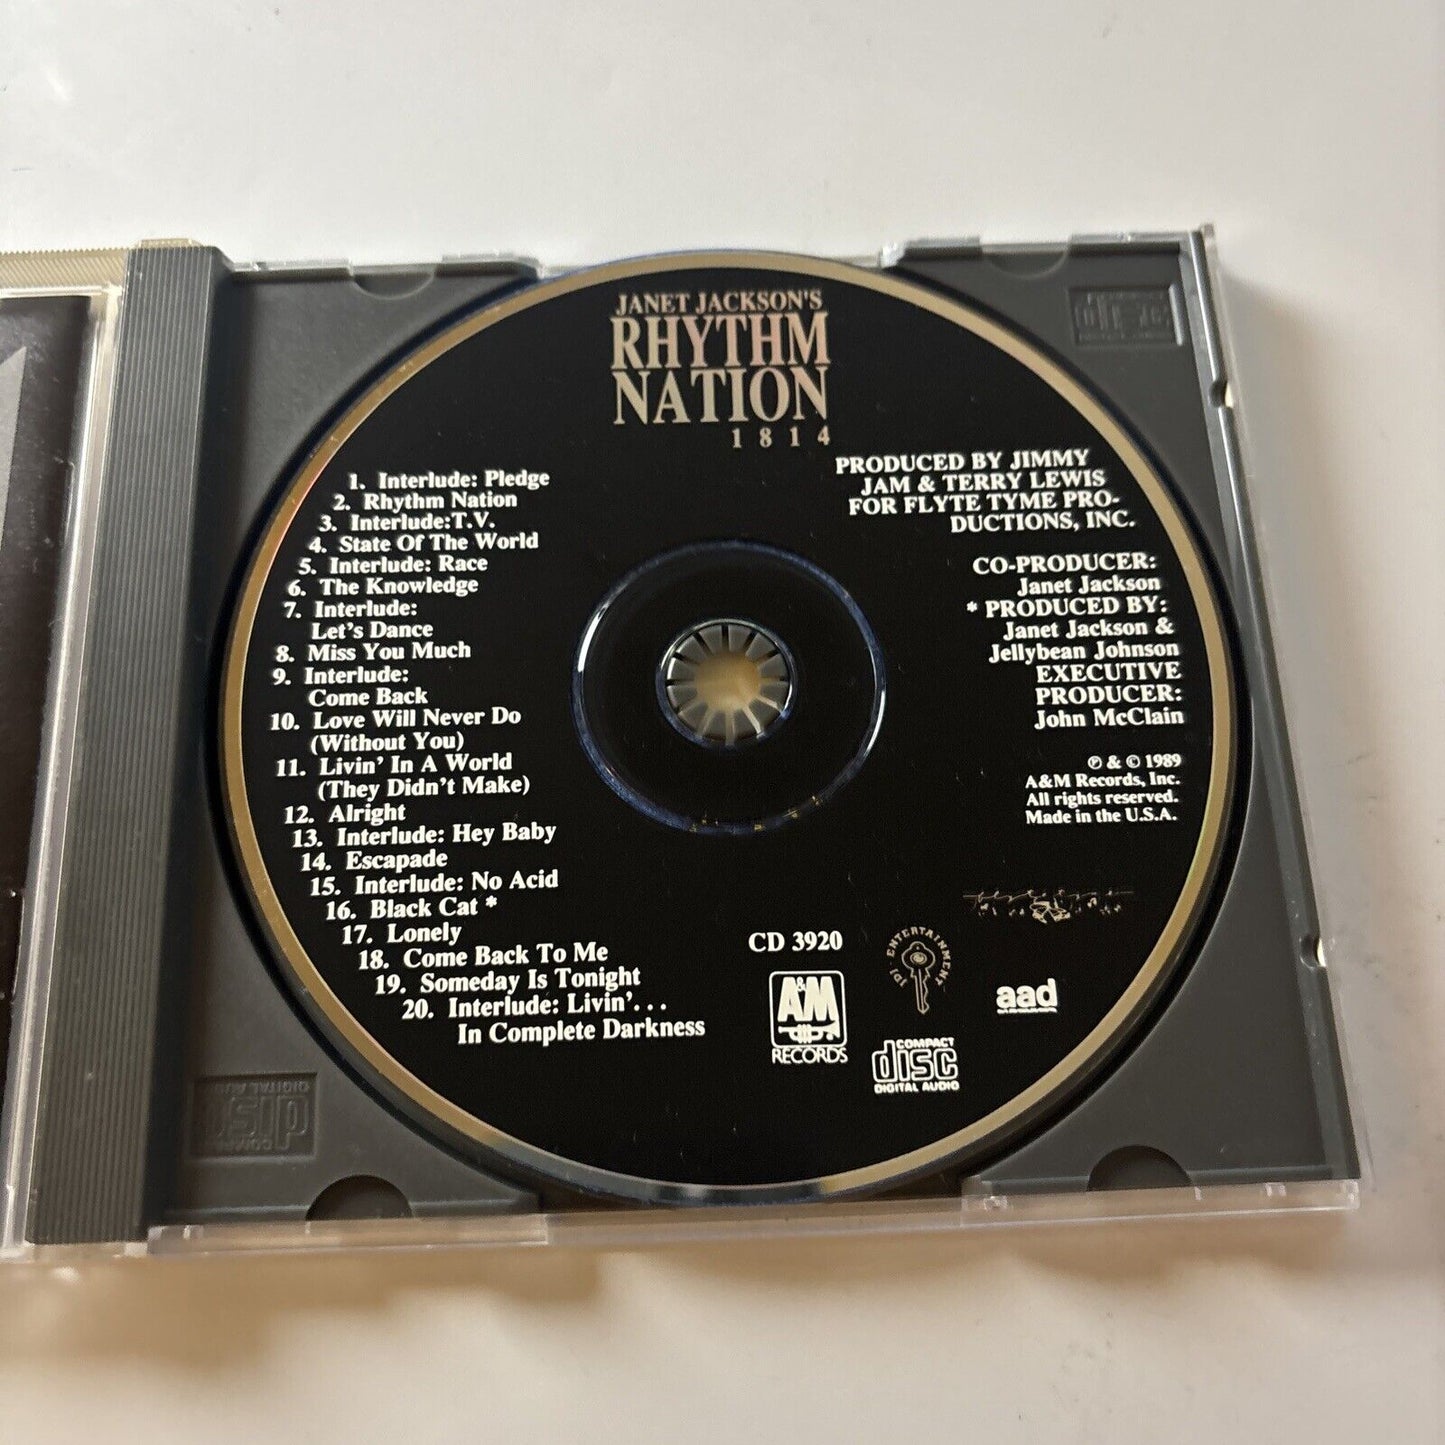 JANET JACKSON'S
RHYTHM
NATION
1814
1. Interlude: Pledge
2. Rhythm Nation
3. Interlude:T.V.
4. State Of The World
5. Interlude: Race
6. The Knowledge
7. Interlude:
Let's Dance
8. Miss You Much
9. Interlude:
Come Back
10. Love Will Never Do
(Without You)
11. Livin' In A World
(They Didn't Make)
12. Alright
13. Interlude: Hey Baby
14. Escapade
15. Interlude: No Acid
16. Black Cat *
17. Lonely
18. Come Back To Me
19. Someday Is Tonight
20. Interlude: Livin'...
In Complete Darkness
PRODUCED BY JIMMY
JAM & TERRY LEWIS
FOR FLYTE TYME PRO-
DUCTIONS, INC.
CO-PRODUCER:
Janet Jackson
* PRODUCED BY:
Janet Jackson &
Jellybean Johnson
EXECUTIVE
PRODUCER:
John McClain
℗ & © 1989
A&M Records, Inc.
All rights reserved.
Made in the U.S.A.
CD 3920
A&M
RECORDS
JDJ ENTERTAINMENT
aad
COMPACT
disc
DIGITAL AUDIO